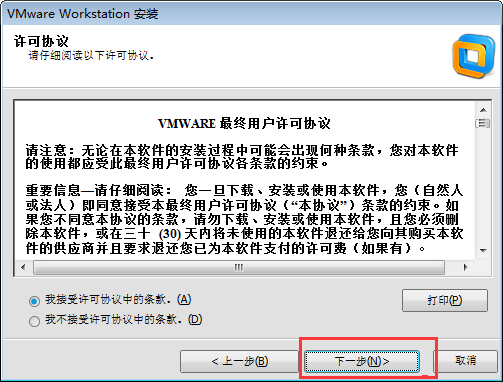 VMware Workstation 安装
许可协议
请仔细阅读以下许可协议。
VMWARE 最终用户许可协议
请注意：无论在本软件的安装过程中可能会出现何种条款，您对本软件
的使用都应受此最终用户许可协议各条款的约束。
重要信息—请仔细阅读： 您一旦下载、安装或使用本软件，您（自然人
或法人）即同意接受本最终用户许可协议（“本协议”）条款的约束。如
果您不同意本协议的条款，请勿下载、安装或使用本软件，且您必须删
除本软件，或在三十 (30) 天内将未使用的本软件退还给您向其购买本软
件的供应商并且要求退还您已为本软件支付的许可费（如果有）。
我接受许可协议中的条款。(A)
我不接受许可协议中的条款。(D)
打印(P)
< 上一步(B)
下一步(N)>
取消